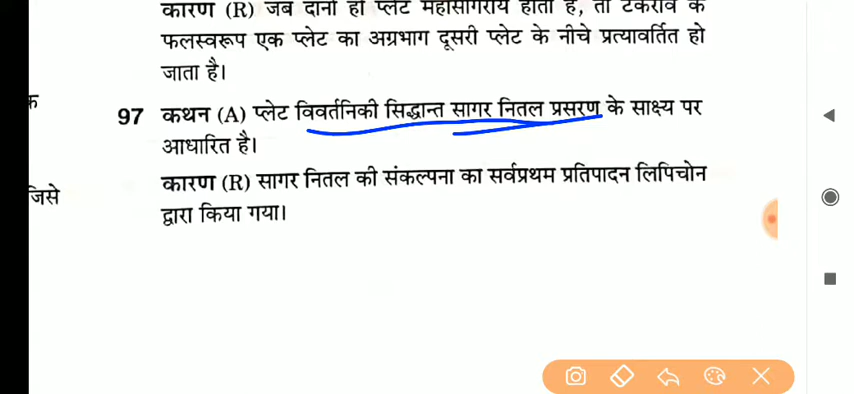 कारण (R) जब दोनों ही प्लेट महासागरीय होती हैं, तो टकराव के
फलस्वरूप एक प्लेट का अग्रभाग दूसरी प्लेट के नीचे प्रत्यावर्तित हो
जाता है।
क
97 कथन (A) प्लेट विवर्तनिकी सिद्धान्त सागर नितल प्रसरण के साक्ष्य पर
आधारित है।
जिसे
कारण (R) सागर नितल की संकल्पना का सर्वप्रथम प्रतिपादन लिपिचोन
द्वारा किया गया।